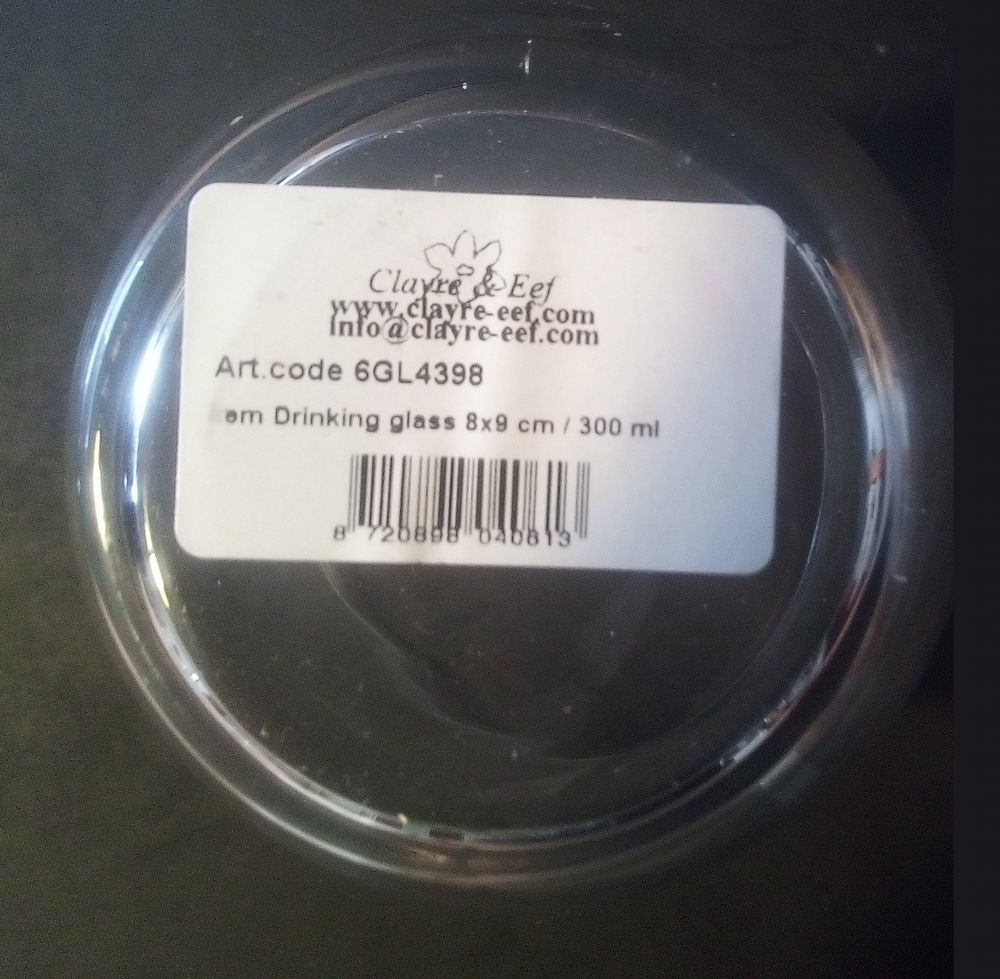 Clayre & Eef
www.clayre-eef.com
info@clayre-eef.com
Art.code 6GL4398
em Drinking glass 8x9 cm / 300 ml
8 720898 040613